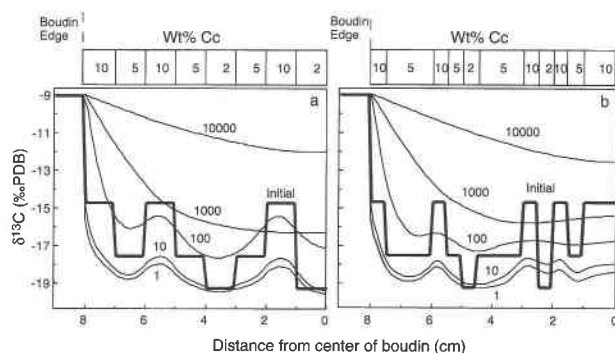 Boudin Edge
Wt% Cc
10 5 10 5 2 5 10 2
a
10000
Initial
1000
100
10
1
-9
-11
-13
-15
-17
-19
δ13C (‰PDB)
8 6 4 2 0
Boudin Edge
Wt% Cc
10 5 10 5 2 5 10 2 10 5 10
b
10000
Initial
1000
100
10
1
8 6 4 2 0
Distance from center of boudin (cm)